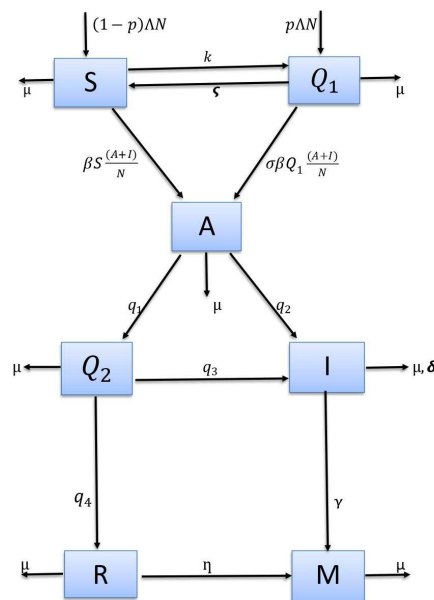 (1-p)ΛN pΛN
k
S Q₁
ς
μ μ
βS (A+I)/N σβQ₁ (A+I)/N
A
q₁ μ q₂
μ Q₂ q₃ I μ, δ
q₄ γ
μ R η M μ